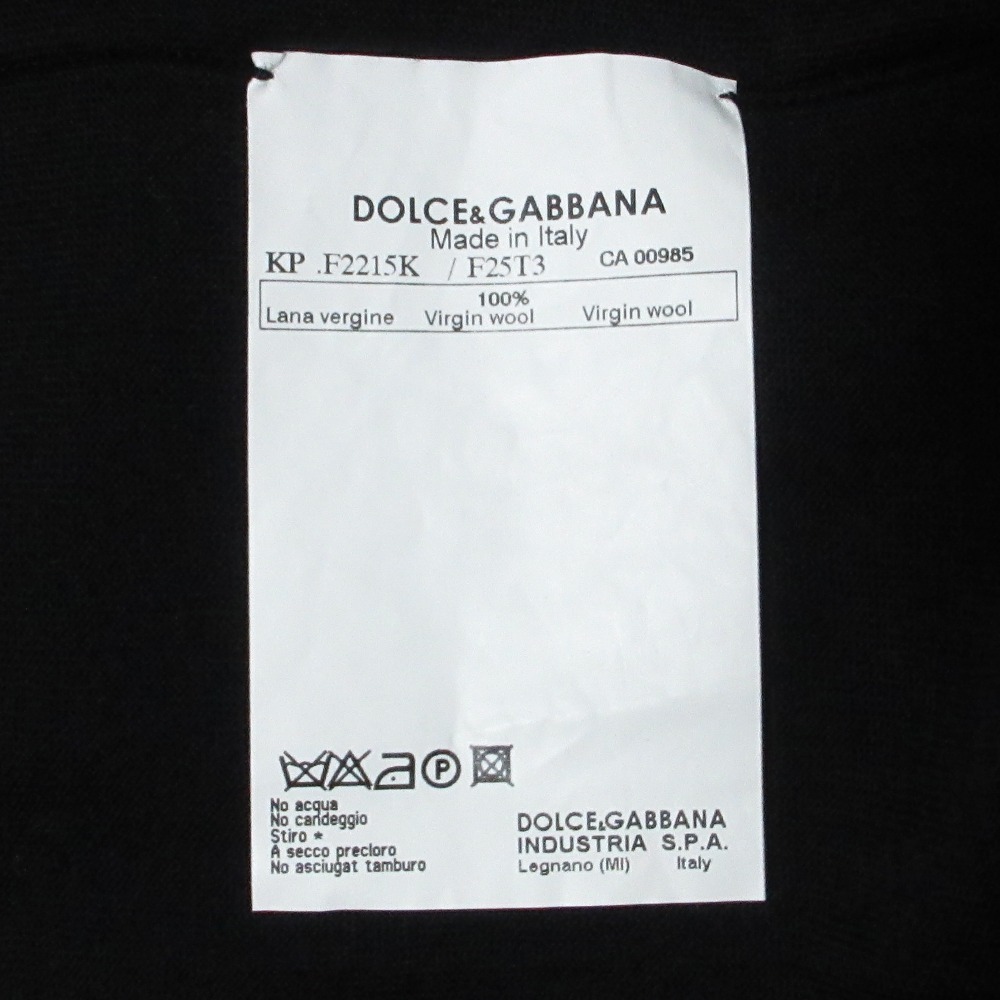 DOLCE&GABBANA
Made in Italy
KP .F2215K / F25T3 CA 00985
100%
Lana vergine Virgin wool Virgin wool
P
No acqua
No candeggio
Stiro *
A secco precloro
No asciugat tamburo
DOLCE&GABBANA
INDUSTRIA S.P.A.
Legnano (MI) Italy